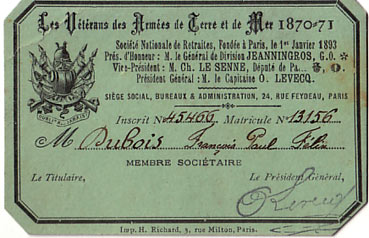 Les Vétérans des Armées de Terre et de Mer 1870-71
Société Nationale de Retraites, Fondée à Paris, le 1er Janvier 1893
Prés. d'Honneur : M. le Général de Division JEANNINGROS, G.O. ✶
Vice-Président : M. Ch. LE SENNE, Député de Pa... O.
Président Général : M. le Capitaine O. LEVECQ.
SIÈGE SOCIAL, BUREAUX & ADMINISTRATION, 24, RUE FEYDEAU, PARIS
Inscrit No 45466. Matricule No 13156
M Dubois François Paul Félix
MEMBRE SOCIÉTAIRE
Le Titulaire, Le Président Général,
Imp. H. Richard, 3, rue Milton, Paris.